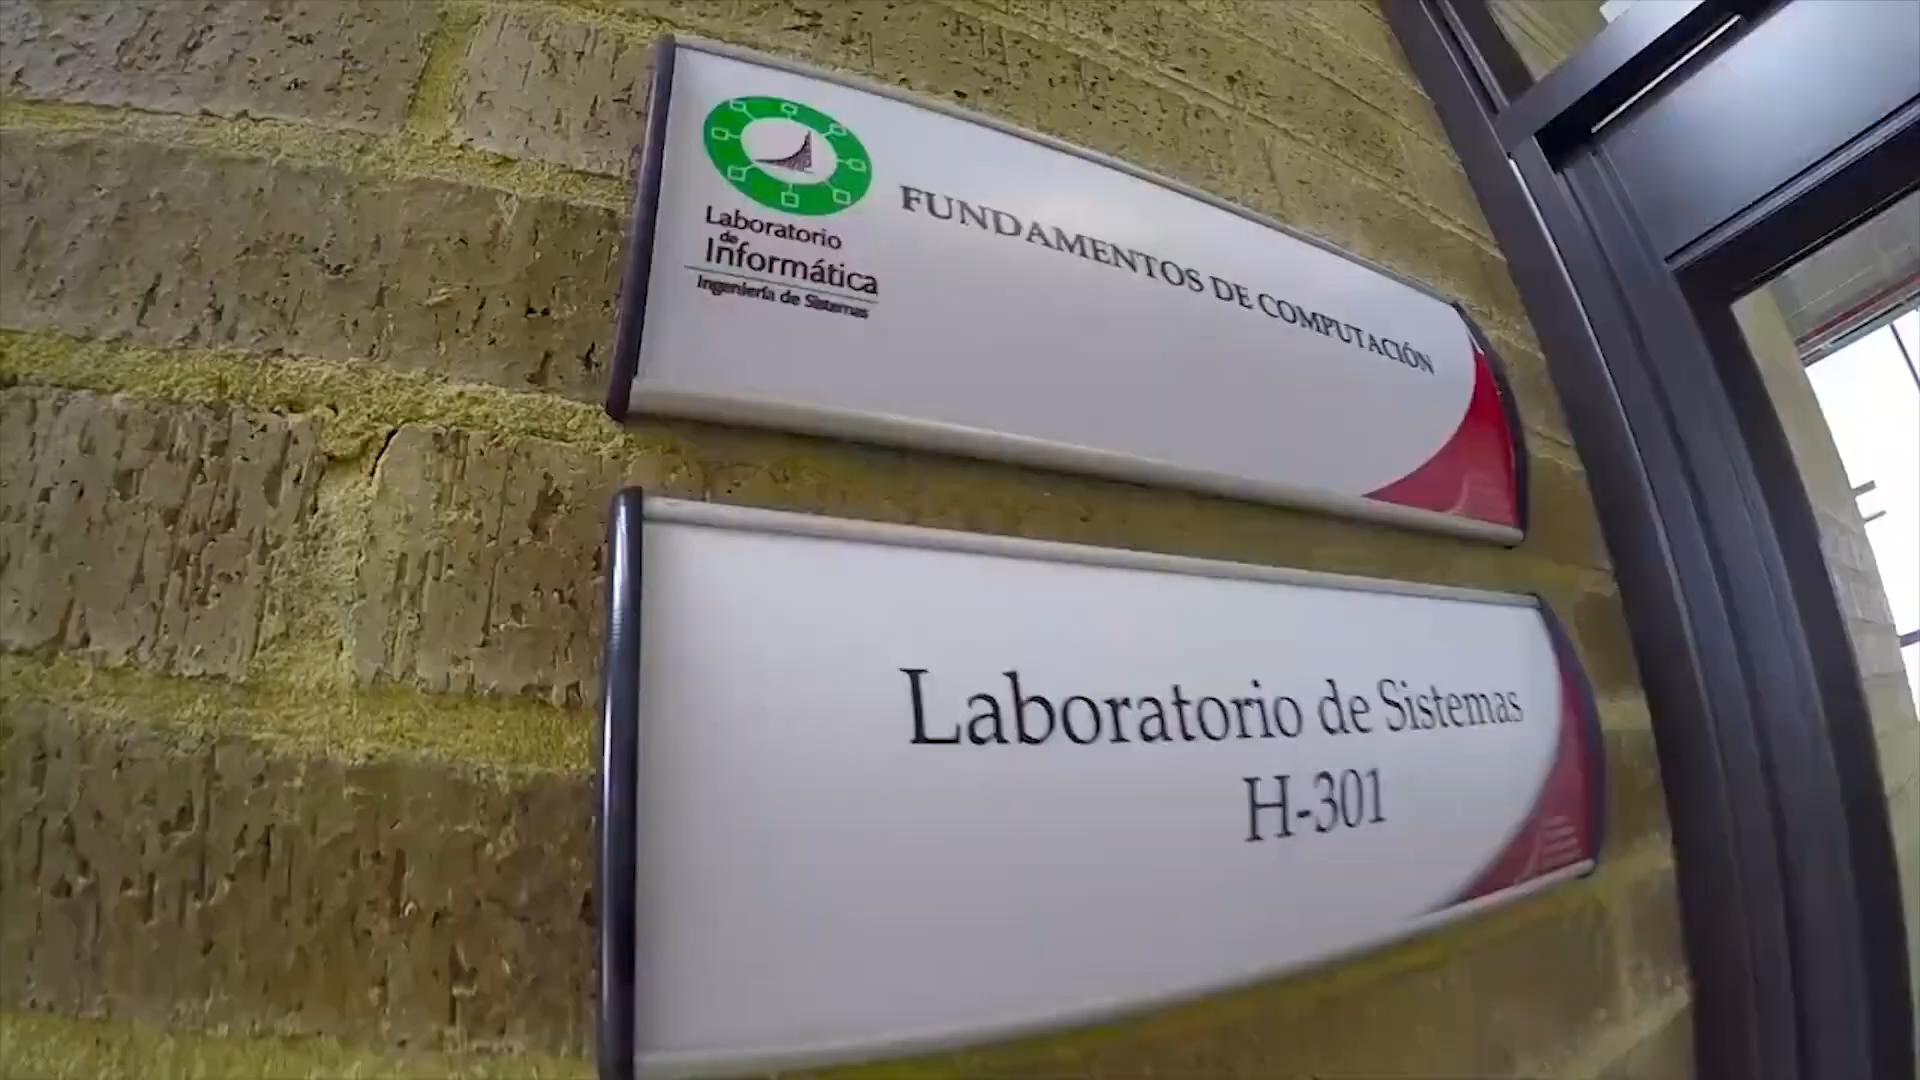 Laboratorio
de
Informática
Ingeniería de Sistemas
FUNDAMENTOS DE COMPUTACIÓN
Laboratorio de Sistemas
H-301